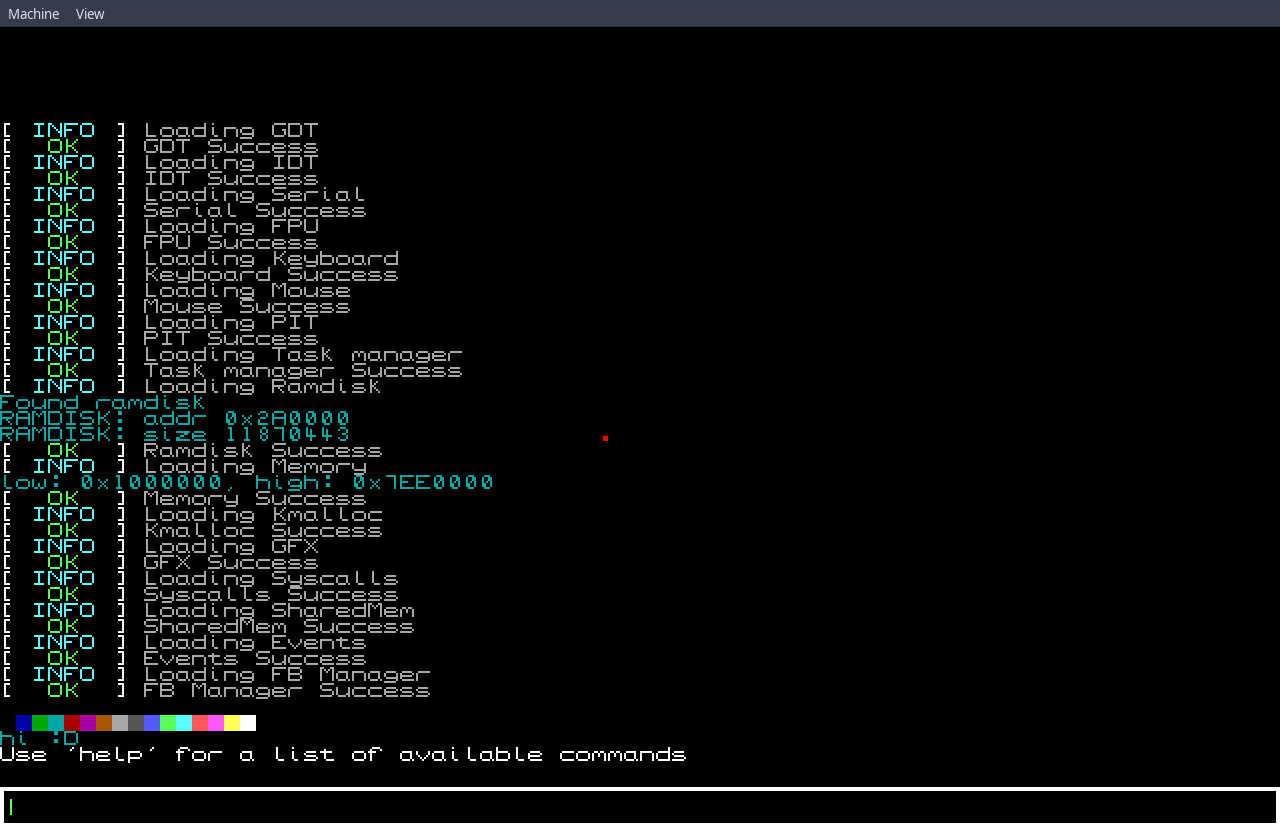 Machine View
[ INFO ] Loading GDT
[ OK ] GDT Success
[ INFO ] Loading IDT
[ OK ] IDT Success
[ INFO ] Loading Serial
[ OK ] Serial Success
[ INFO ] Loading FPU
[ OK ] FPU Success
[ INFO ] Loading Keyboard
[ OK ] Keyboard Success
[ INFO ] Loading Mouse
[ OK ] Mouse Success
[ INFO ] Loading PIT
[ OK ] PIT Success
[ INFO ] Loading Task manager
[ OK ] Task manager Success
[ INFO ] Loading Ramdisk
Found ramdisk
RAMDISK: addr 0x2A0000
RAMDISK: size 11870443
[ OK ] Ramdisk Success
[ INFO ] Loading Memory
low: 0x1000000, high: 0x7EE0000
[ OK ] Memory Success
[ INFO ] Loading Kmalloc
[ OK ] Kmalloc Success
[ INFO ] Loading GFX
[ OK ] GFX Success
[ INFO ] Loading Syscalls
[ OK ] Syscalls Success
[ INFO ] Loading SharedMem
[ OK ] SharedMem Success
[ INFO ] Loading Events
[ OK ] Events Success
[ INFO ] Loading FB Manager
[ OK ] FB Manager Success
hi :D
Use 'help' for a list of available commands